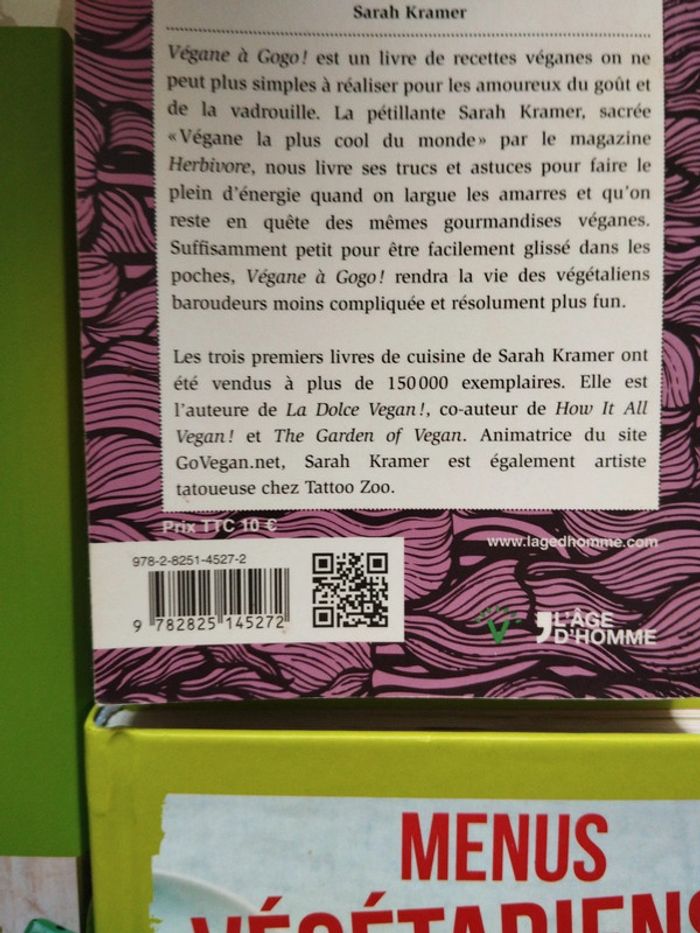 Sarah Kramer
Végane à Gogo! est un livre de recettes véganes on ne
peut plus simples à réaliser pour les amoureux du goût et
de la vadrouille. La pétillante Sarah Kramer, sacrée
«Végane la plus cool du monde» par le magazine
Herbivore, nous livre ses trucs et astuces pour faire le
plein d'énergie quand on largue les amarres et qu'on
reste en quête des mêmes gourmandises véganes.
Suffisamment petit pour être facilement glissé dans les
poches, Végane à Gogo! rendra la vie des végétaliens
baroudeurs moins compliquée et résolument plus fun.
Les trois premiers livres de cuisine de Sarah Kramer ont
été vendus à plus de 150000 exemplaires. Elle est
l'auteure de La Dolce Vegan!, co-auteur de How It All
Vegan! et The Garden of Vegan. Animatrice du site
GoVegan.net, Sarah Kramer est également artiste
tatoueuse chez Tattoo Zoo.
Prix TTC 10 €
www.lagedhomme.com
978-2-8251-4527-2
9 782825 145272
V
L'ÂGE
D'HOMME
MENUS
VÉGÉTARIENS